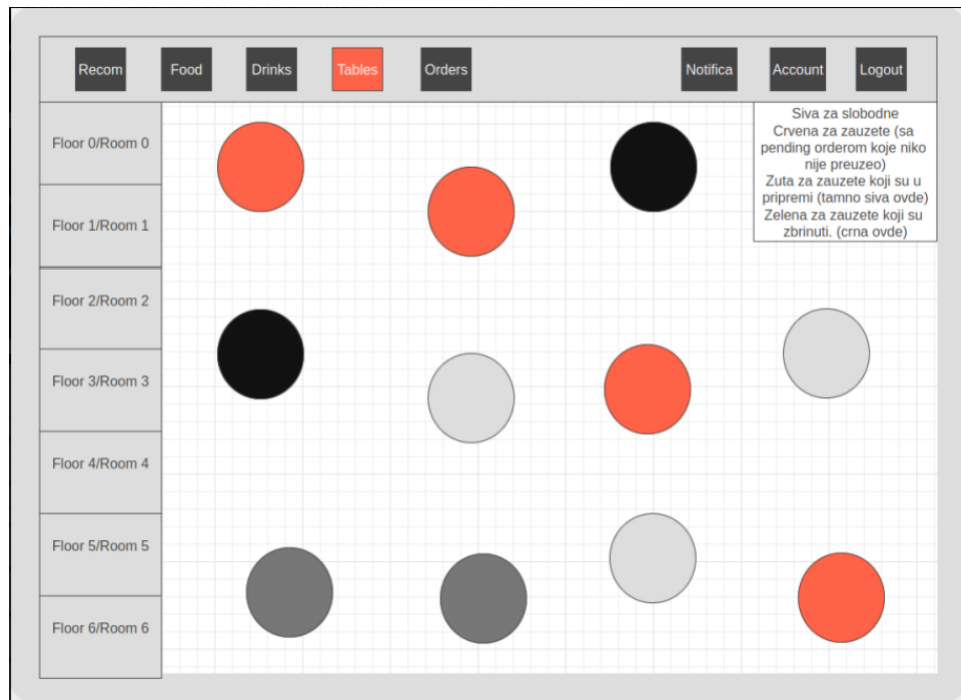 Recom
Food
Drinks
Tables
Orders
Notifica
Account
Logout
Floor 0/Room 0
Floor 1/Room 1
Floor 2/Room 2
Floor 3/Room 3
Floor 4/Room 4
Floor 5/Room 5
Floor 6/Room 6
Siva za slobodne
Crvena za zauzete (sa
pending orderom koje niko
nije preuzeo)
Zuta za zauzete koji su u
pripremi (tamno siva ovde)
Zelena za zauzete koji su
zbrinuti. (crna ovde)